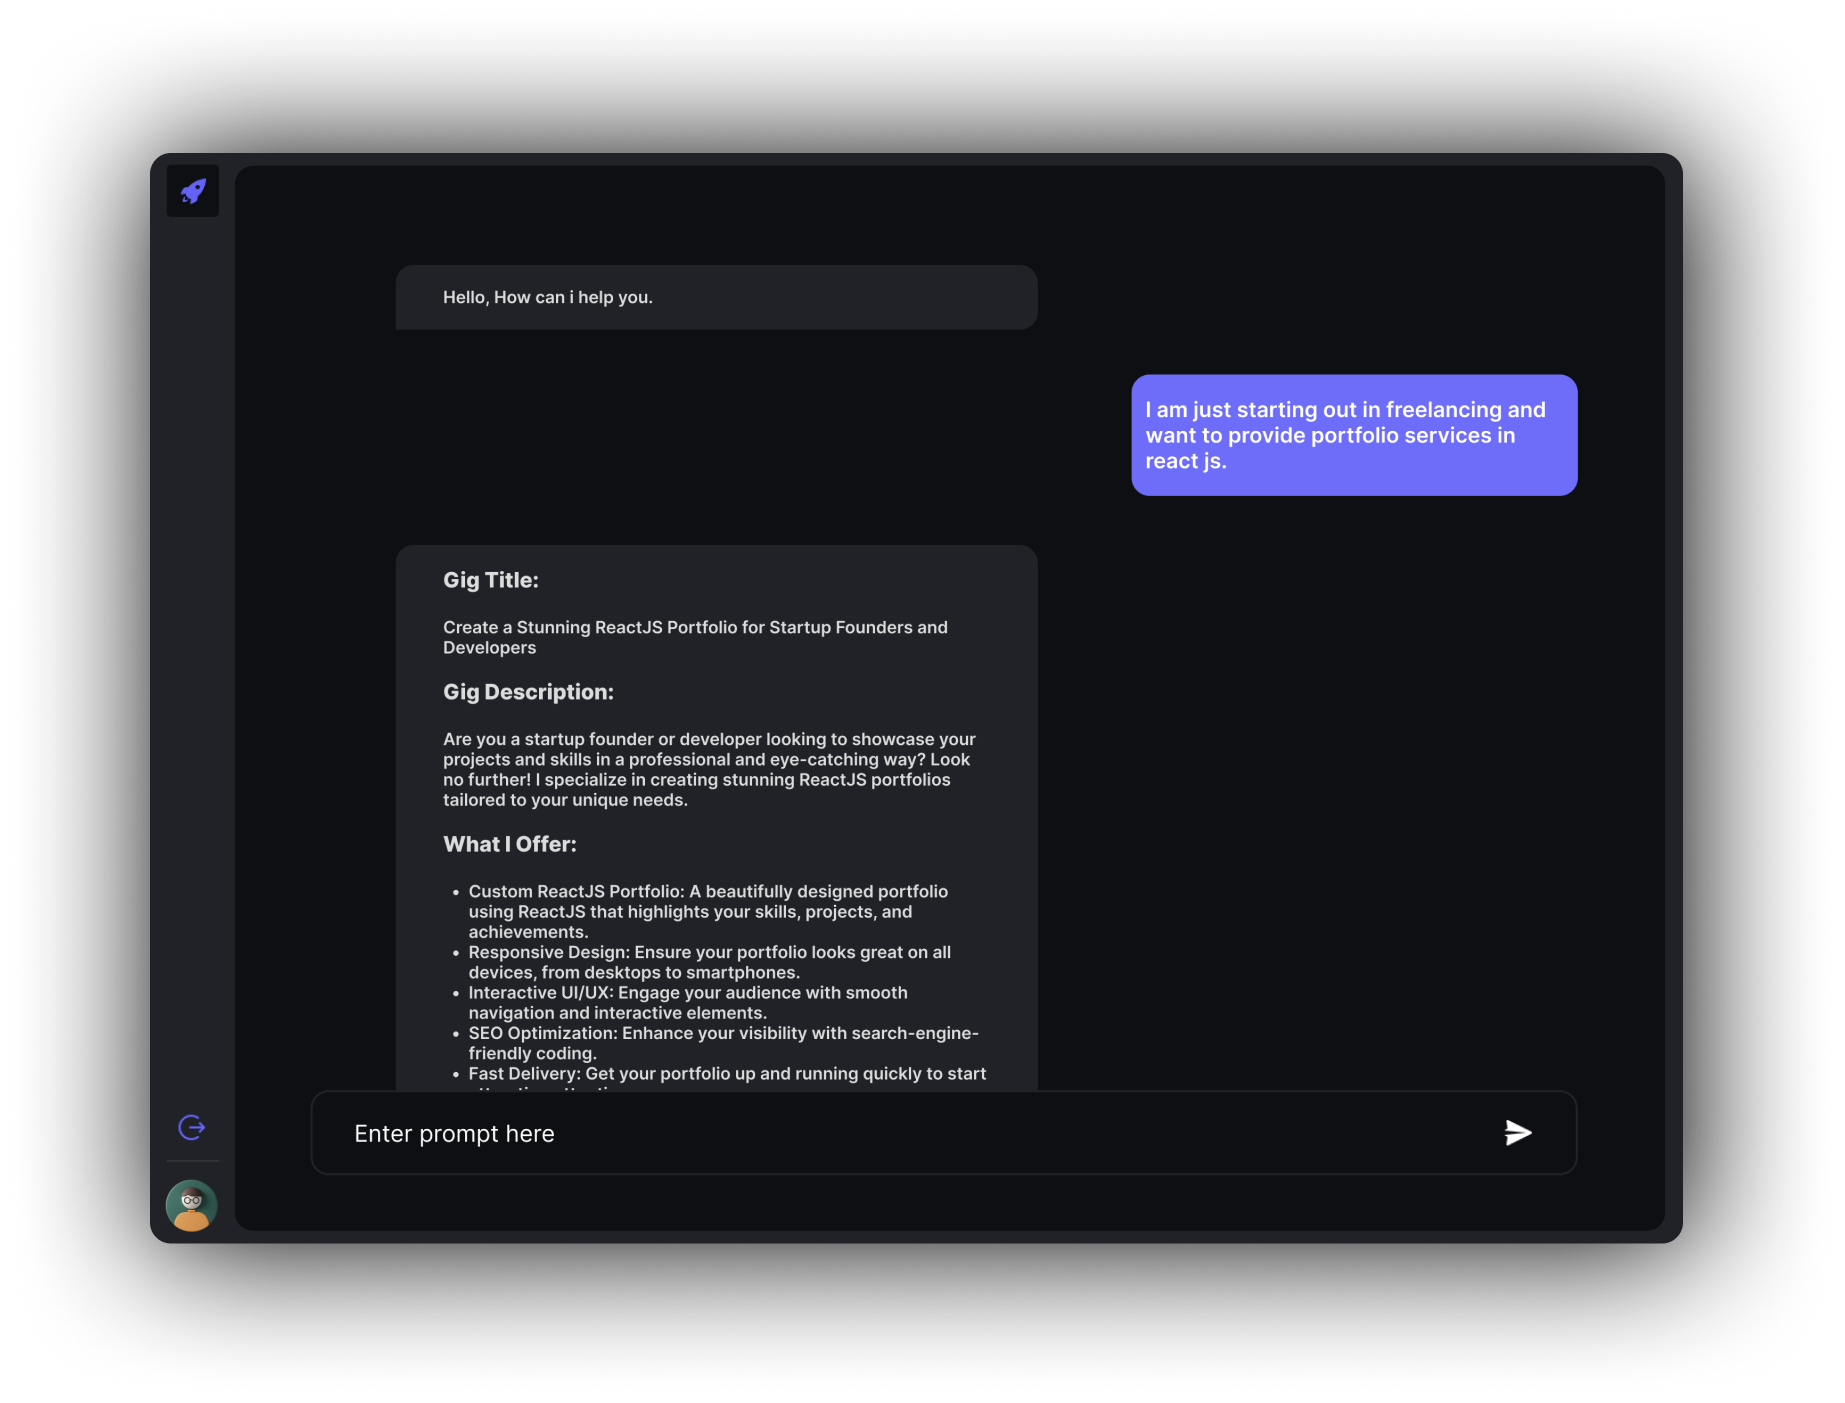 Hello, How can i help you.
I am just starting out in freelancing and
want to provide portfolio services in
react js.
Gig Title:
Create a Stunning ReactJS Portfolio for Startup Founders and
Developers
Gig Description:
Are you a startup founder or developer looking to showcase your
projects and skills in a professional and eye-catching way? Look
no further! I specialize in creating stunning ReactJS portfolios
tailored to your unique needs.
What I Offer:
• Custom ReactJS Portfolio: A beautifully designed portfolio
using ReactJS that highlights your skills, projects, and
achievements.
• Responsive Design: Ensure your portfolio looks great on all
devices, from desktops to smartphones.
• Interactive UI/UX: Engage your audience with smooth
navigation and interactive elements.
• SEO Optimization: Enhance your visibility with search-engine-
friendly coding.
• Fast Delivery: Get your portfolio up and running quickly to start
Enter prompt here